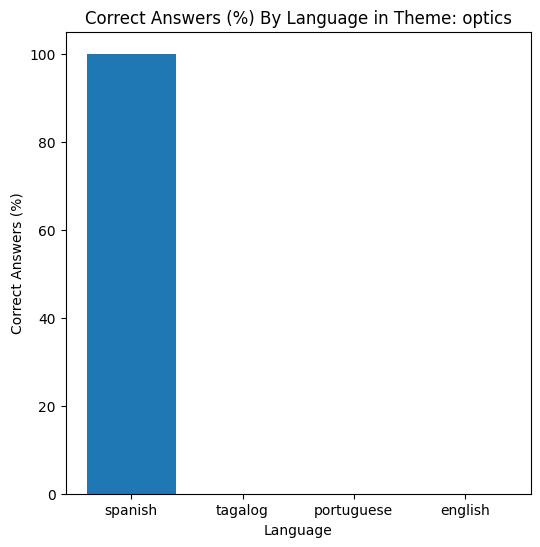 Correct Answers (%) By Language in Theme: optics
100
80
60
40
20
0
Correct Answers (%)
spanish tagalog portuguese english
Language